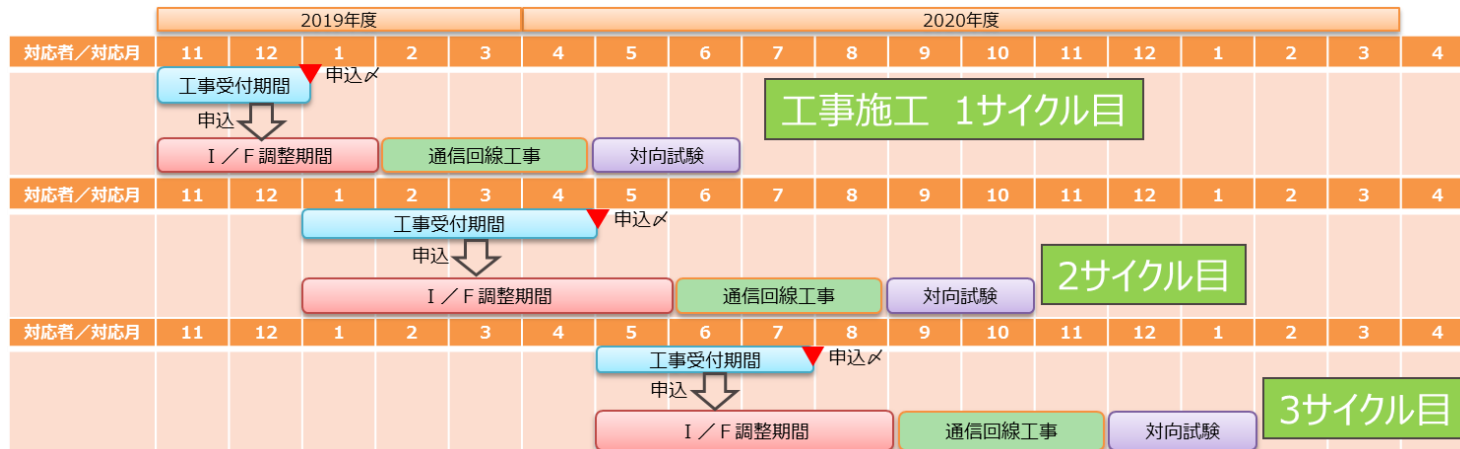 2019年度 2020年度
対応者／対応月 11 12 1 2 3 4 5 6 7 8 9 10 11 12 1 2 3 4
工事受付期間 申込〆
工事施工 1サイクル目
申込
I／F調整期間 通信回線工事 対向試験
対応者／対応月 11 12 1 2 3 4 5 6 7 8 9 10 11 12 1 2 3 4
工事受付期間 申込〆
申込
2サイクル目
I／F調整期間 通信回線工事 対向試験
対応者／対応月 11 12 1 2 3 4 5 6 7 8 9 10 11 12 1 2 3 4
工事受付期間 申込〆
申込
3サイクル目
I／F調整期間 通信回線工事 対向試験